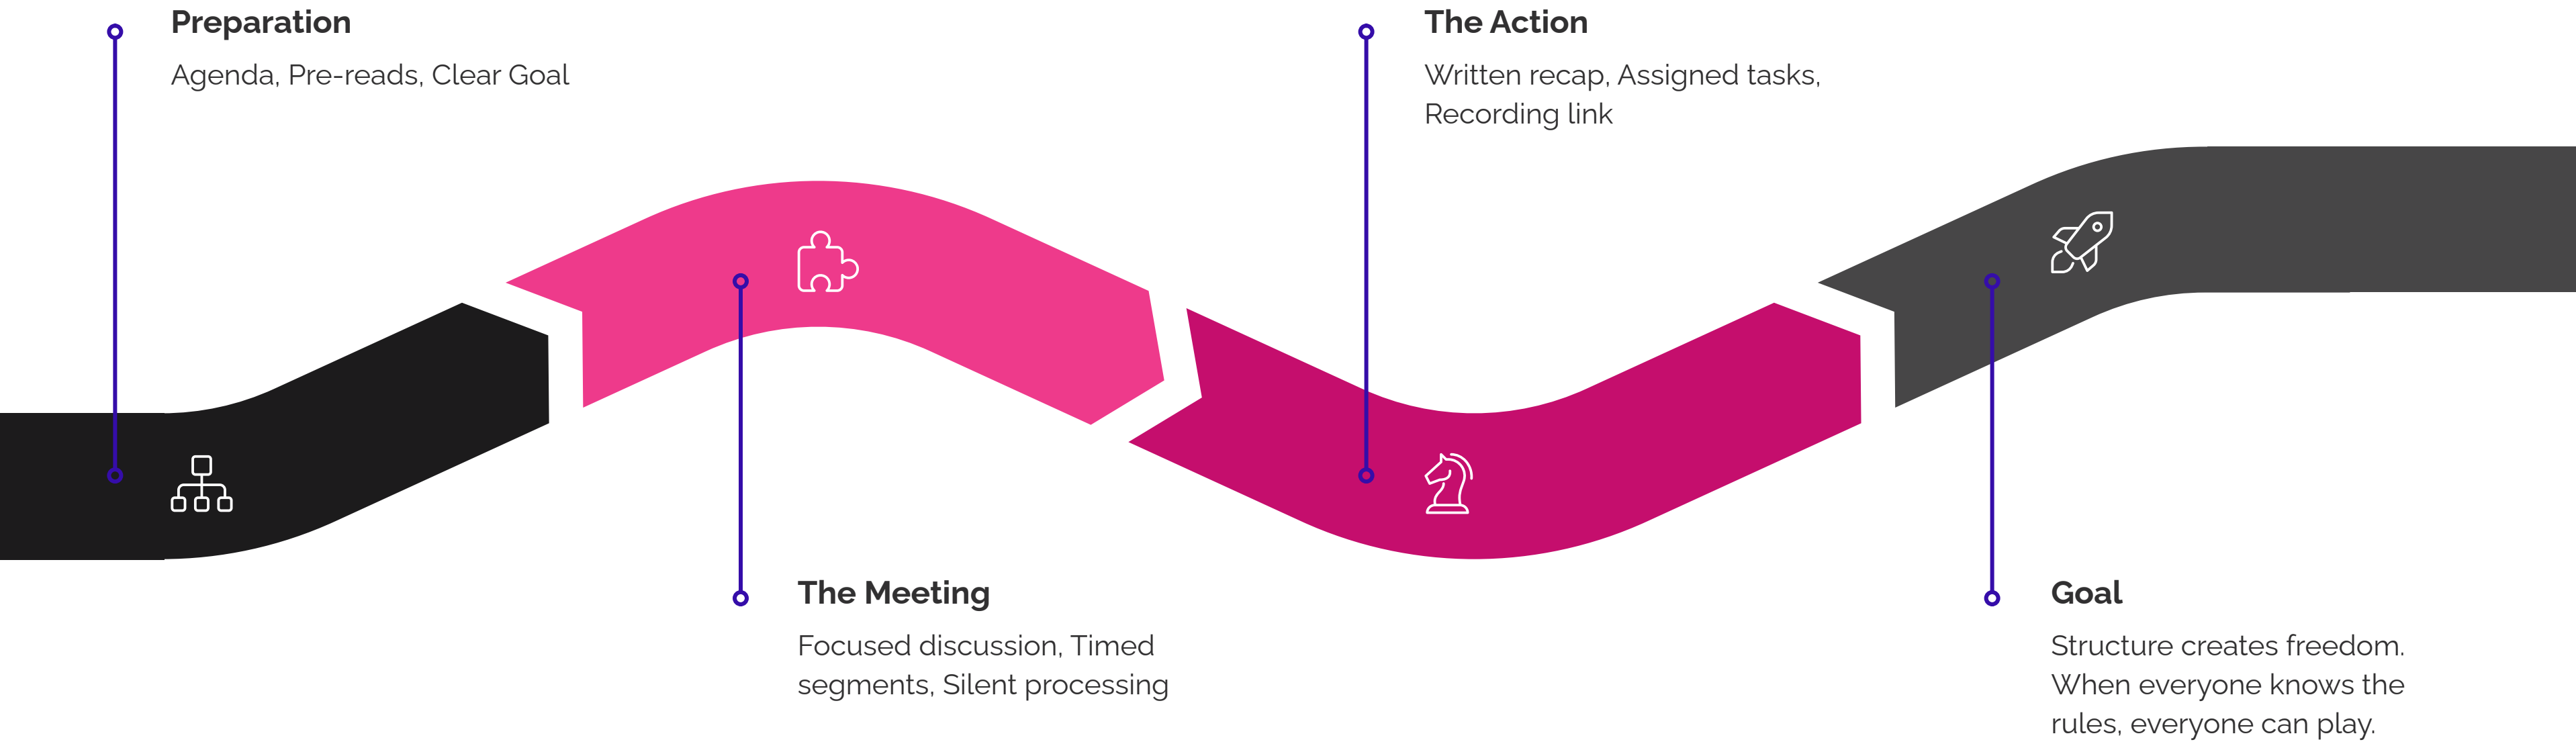 Preparation
Agenda, Pre-reads, Clear Goal
The Meeting
Focused discussion, Timed
segments, Silent processing
The Action
Written recap, Assigned tasks,
Recording link
Goal
Structure creates freedom.
When everyone knows the
rules, everyone can play.